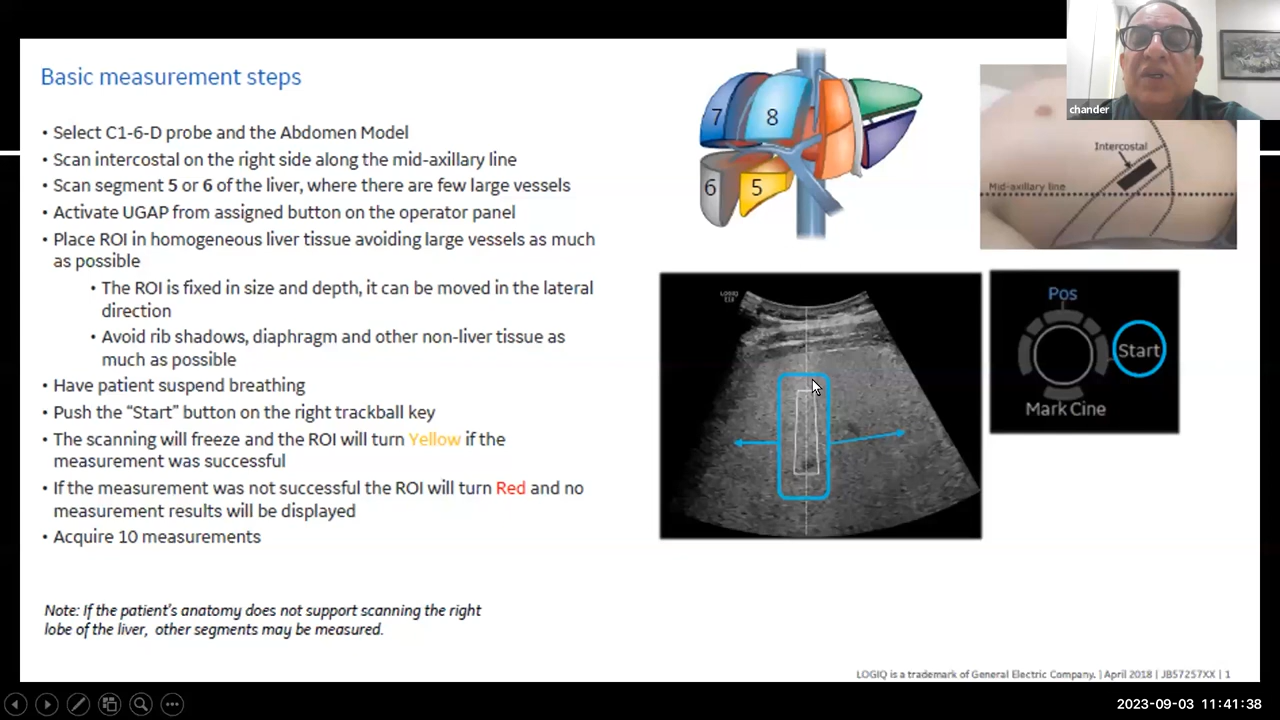 Basic measurement steps
• Select C1-6-D probe and the Abdomen Model
• Scan intercostal on the right side along the mid-axillary line
• Scan segment 5 or 6 of the liver, where there are few large vessels
• Activate UGAP from assigned button on the operator panel
• Place ROI in homogeneous liver tissue avoiding large vessels as much
as possible
• The ROI is fixed in size and depth, it can be moved in the lateral
direction
• Avoid rib shadows, diaphragm and other non-liver tissue as
much as possible
• Have patient suspend breathing
• Push the “Start” button on the right trackball key
• The scanning will freeze and the ROI will turn Yellow if the
measurement was successful
• If the measurement was not successful the ROI will turn Red and no
measurement results will be displayed
• Acquire 10 measurements
Note: If the patient’s anatomy does not support scanning the right
lobe of the liver, other segments may be measured.
7
8
6
5
chander
Intercostal
Mid-axillary line
LOGIQ
E9
Pos
Start
Mark Cine
LOGIQ is a trademark of General Electric Company. | April 2018 | JB57257XX | 1
2023-09-03 11:41:38